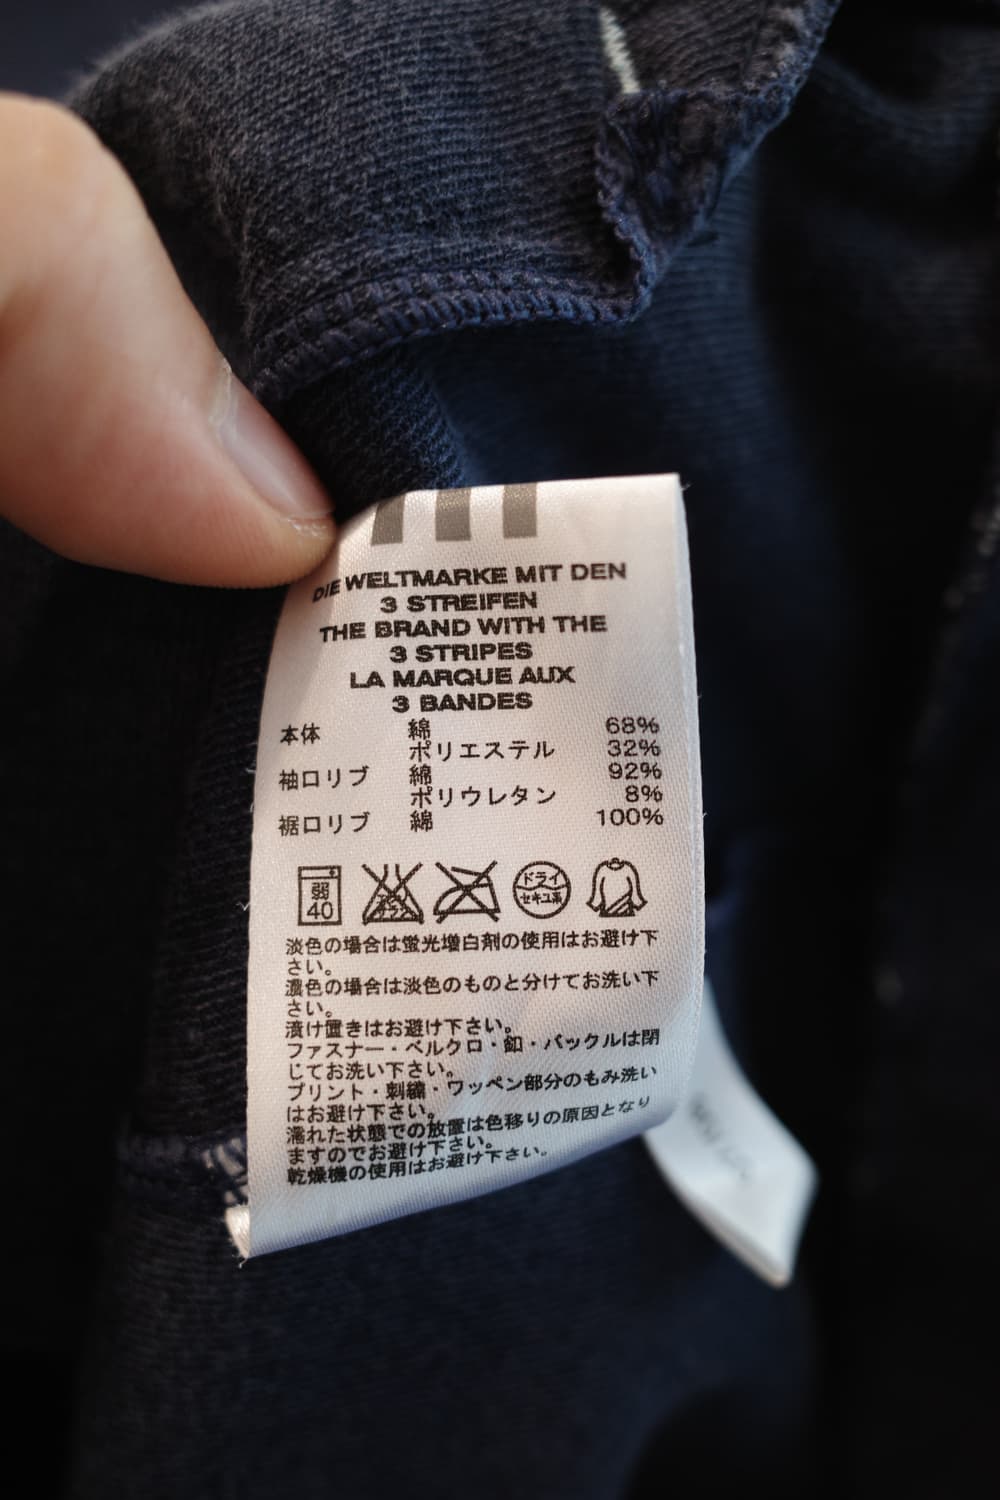 DIE WELTMARKE MIT DEN
3 STREIFEN
THE BRAND WITH THE
3 STRIPES
LA MARQUE AUX
3 BANDES
本体 綿 68%
ポリエステル 32%
袖口リブ 綿 92%
ポリウレタン 8%
裾口リブ 綿 100%
弱 40 ドライ セキユ系
淡色の場合は蛍光増白剤の使用はお避け下
さい。
濃色の場合は淡色のものと分けてお洗い下
さい。
漬け置きはお避け下さい。
ファスナー・ベルクロ・釦・バックルは閉
じてお洗い下さい。
プリント・刺繍・ワッペン部分のもみ洗い
はお避け下さい。
濡れた状態での放置は色移りの原因となり
ますのでお避け下さい。
乾燥機の使用はお避け下さい。